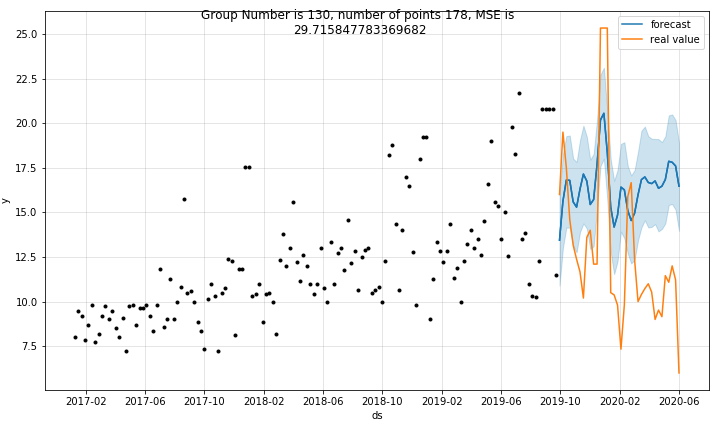 Group Number is 130, number of points 178, MSE is
29.715847783369682
forecast
real value
25.0
22.5
20.0
17.5
15.0
12.5
10.0
7.5
y
2017-02 2017-06 2017-10 2018-02 2018-06 2018-10 2019-02 2019-06 2019-10 2020-02 2020-06
ds